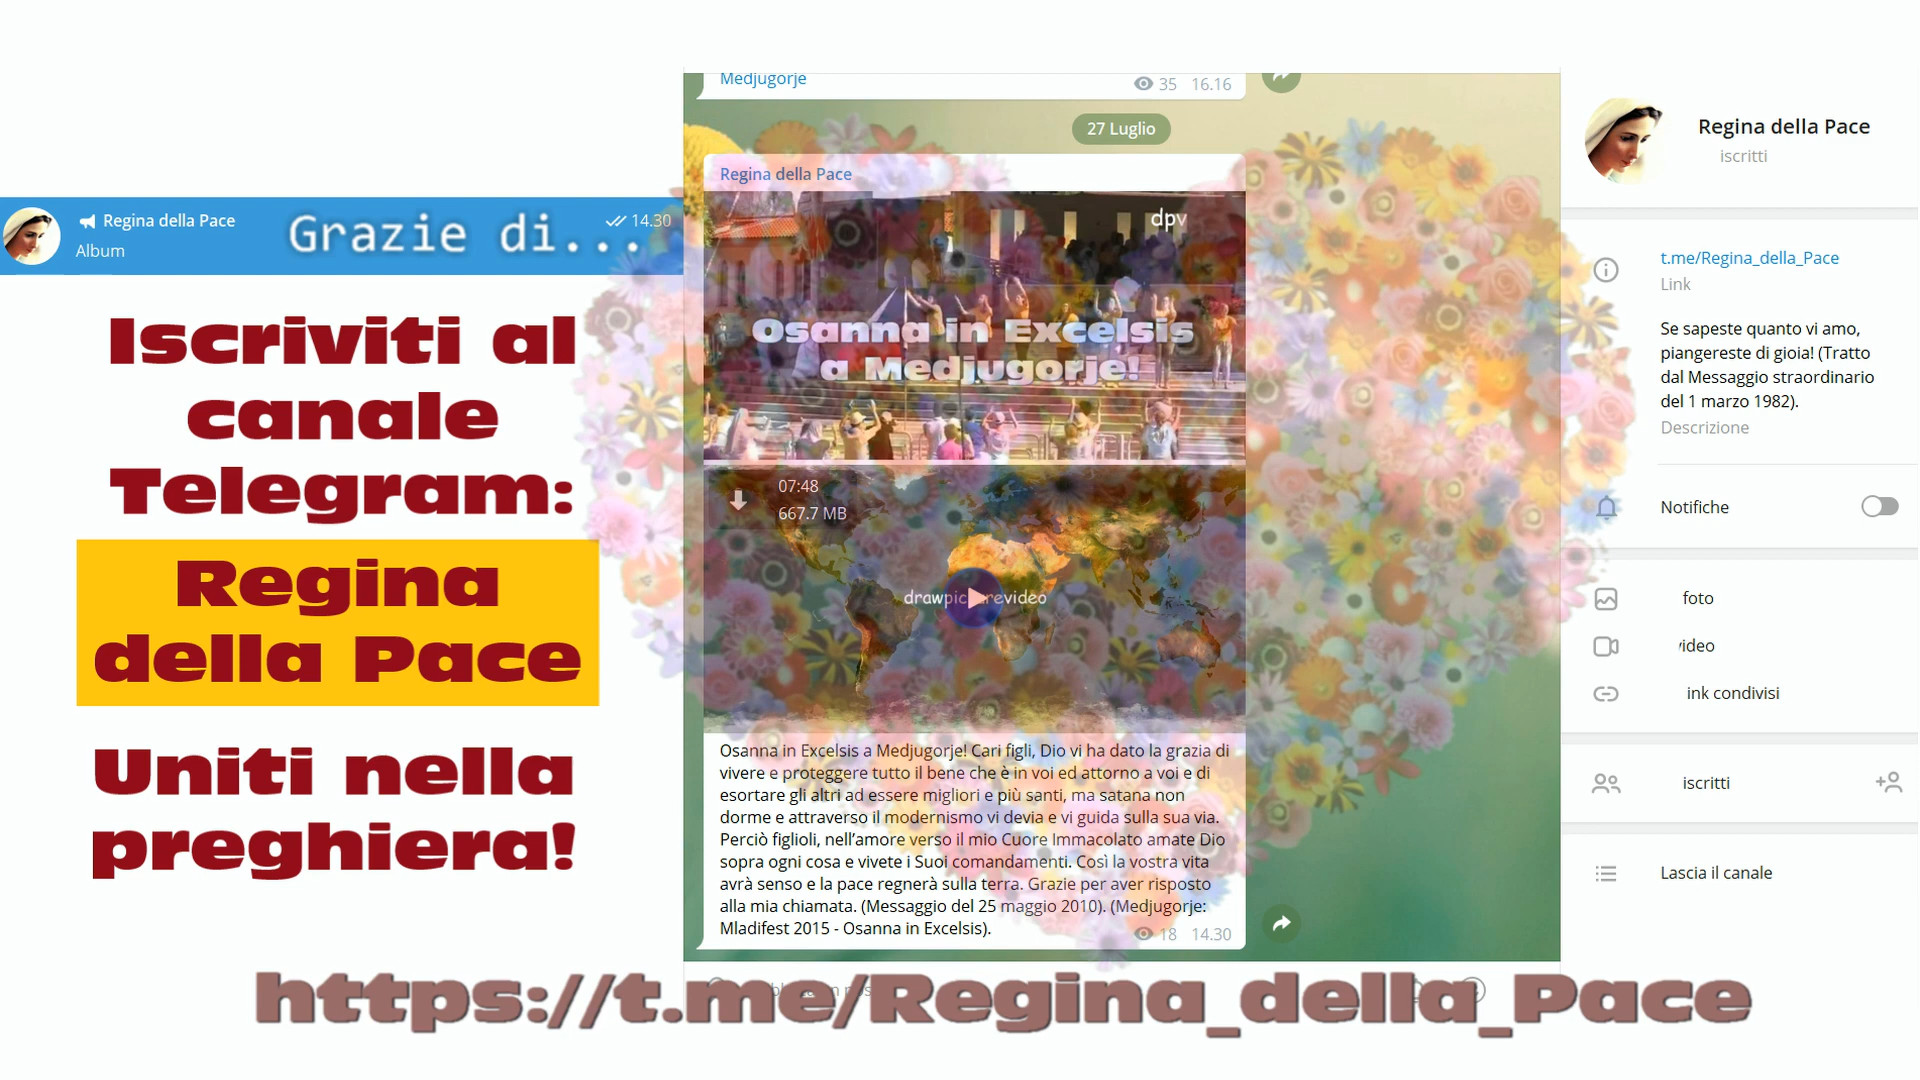 Medjugorje
35 16.16
27 Luglio
Regina della Pace
dpv
Osanna in Excelsis
a Medjugorje!
07:48
667.7 MB
Osanna in Excelsis a Medjugorje! Cari figli, Dio vi ha dato la grazia di
vivere e proteggere tutto il bene che è in voi ed attorno a voi e di
esortare gli altri ad essere migliori e più santi, ma satana non
dorme e attraverso il modernismo vi devia e vi guida sulla sua via.
Perciò figlioli, nell’amore verso il mio Cuore Immacolato amate Dio
sopra ogni cosa e vivete i Suoi comandamenti. Così la vostra vita
avrà senso e la pace regnerà sulla terra. Grazie per aver risposto
alla mia chiamata. (Messaggio del 25 maggio 2010). (Medjugorje:
Mladifest 2015 - Osanna in Excelsis).
18 14.30
Regina della Pace
Album
Grazie di...
14.30
Iscriviti al
canale
Telegram:
Regina
della Pace
Uniti nella
preghiera!
Regina della Pace
iscritti
t.me/Regina_della_Pace
Link
Se sapeste quanto vi amo,
piangereste di gioia! (Tratto
dal Messaggio straordinario
del 1 marzo 1982).
Descrizione
Notifiche
foto
video
ink condivisi
iscritti
Lascia il canale
https://t.me/Regina_della_Pace